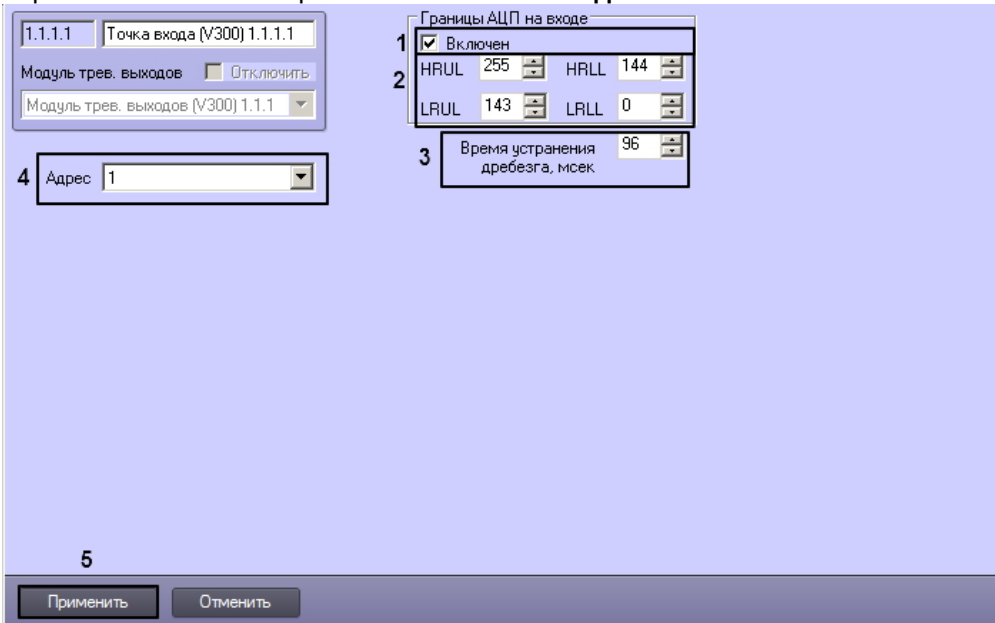 1.1.1.1 Точка входа (V300) 1.1.1.1
Модуль трев. выходов Отключить
Модуль трев. выходов (V300) 1.1.1
4 Адрес 1
Границы АЦП на входе
1 Включен
2 HRUL 255 HRLL 144
LRUL 143 LRLL 0
3 Время устранения дребезга, мсек 96
5
Применить Отменить